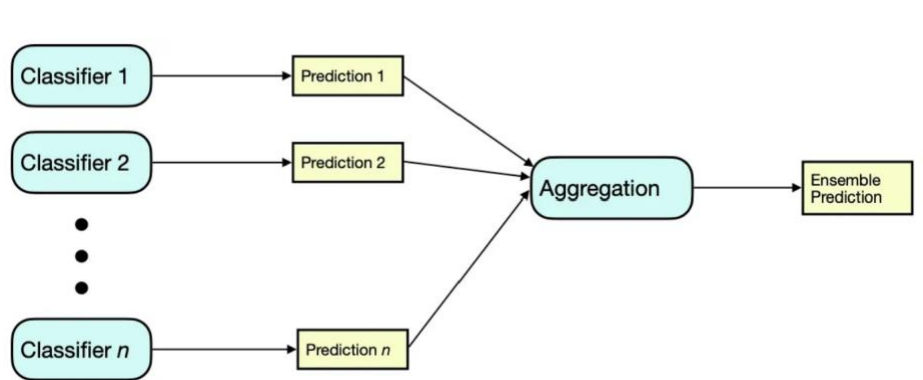 Classifier 1
Prediction 1
Classifier 2
Prediction 2
Aggregation
Ensemble
Prediction
Classifier n
Prediction n